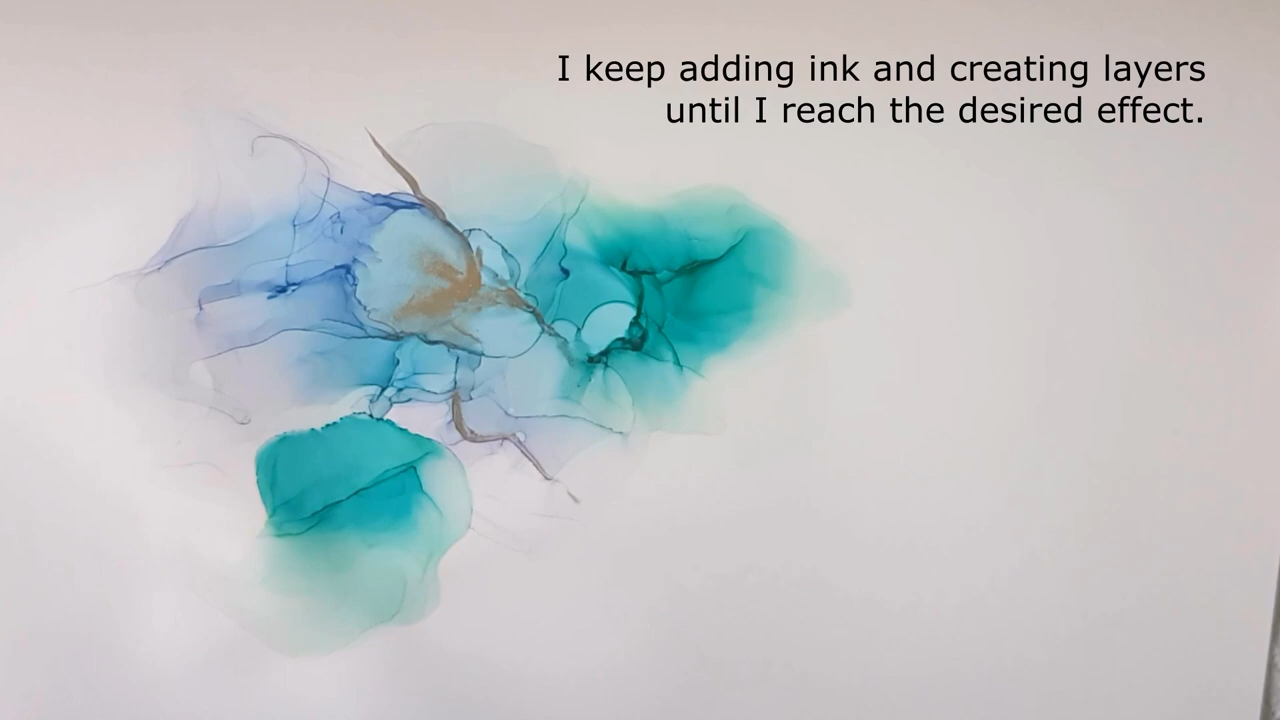 I keep adding ink and creating layers
until I reach the desired effect.